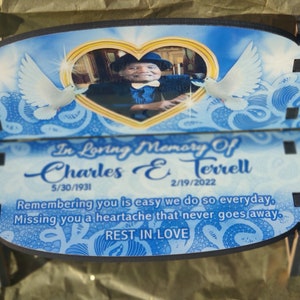 In Loving Memory Of
Charles E. Terrell
5/30/1931 2/19/2022
Remembering you is easy we do so everyday,
Missing you a heartache that never goes away.
REST IN LOVE